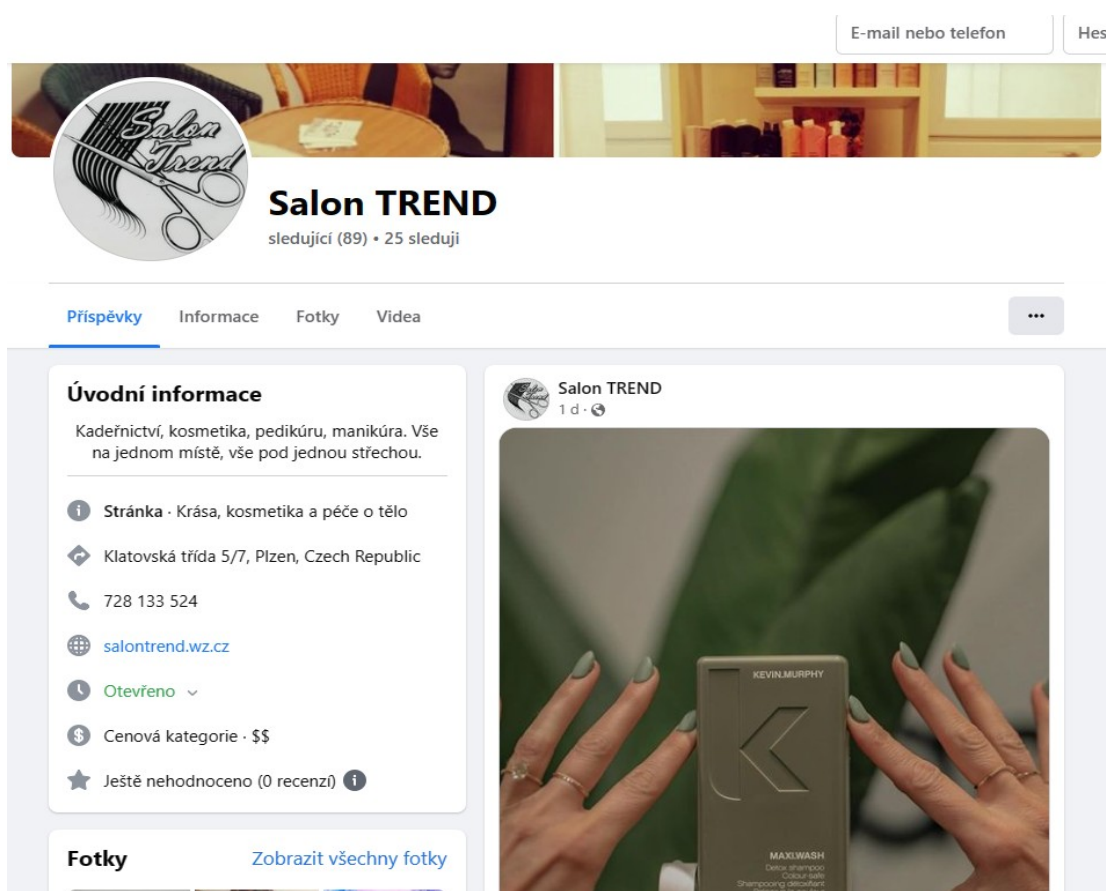 E-mail nebo telefon
Hes
Salon
Trend
Salon TREND
sledující (89) • 25 sleduji
Příspěvky
Informace
Fotky
Videa
Úvodní informace
Kadeřnictví, kosmetika, pedikúru, manikúra. Vše
na jednom místě, vše pod jednou střechou.
Stránka · Krása, kosmetika a péče o tělo
Klatovská třída 5/7, Plzen, Czech Republic
728 133 524
salontrend.wz.cz
Otevřeno
Cenová kategorie · $$
Ještě nehodnoceno (0 recenzí)
Fotky
Zobrazit všechny fotky
Salon TREND
1 d ·
KEVIN.MURPHY
MAXI.WASH
Detox shampoo
Colour-safe
Shampooing détoxifiant